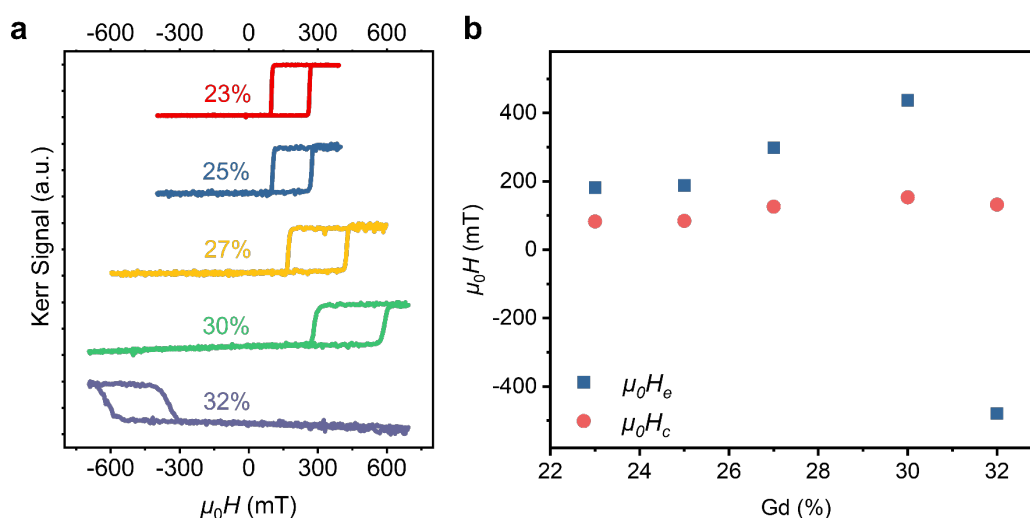 a
-600 -300 0 300 600
23%
25%
27%
30%
32%
Kerr Signal (a.u.)
-600 -300 0 300 600
μ₀H (mT)
b
400
200
0
-200
-400
μ₀H (mT)
μ₀Hₑ
μ₀H_c
22 24 26 28 30 32
Gd (%)